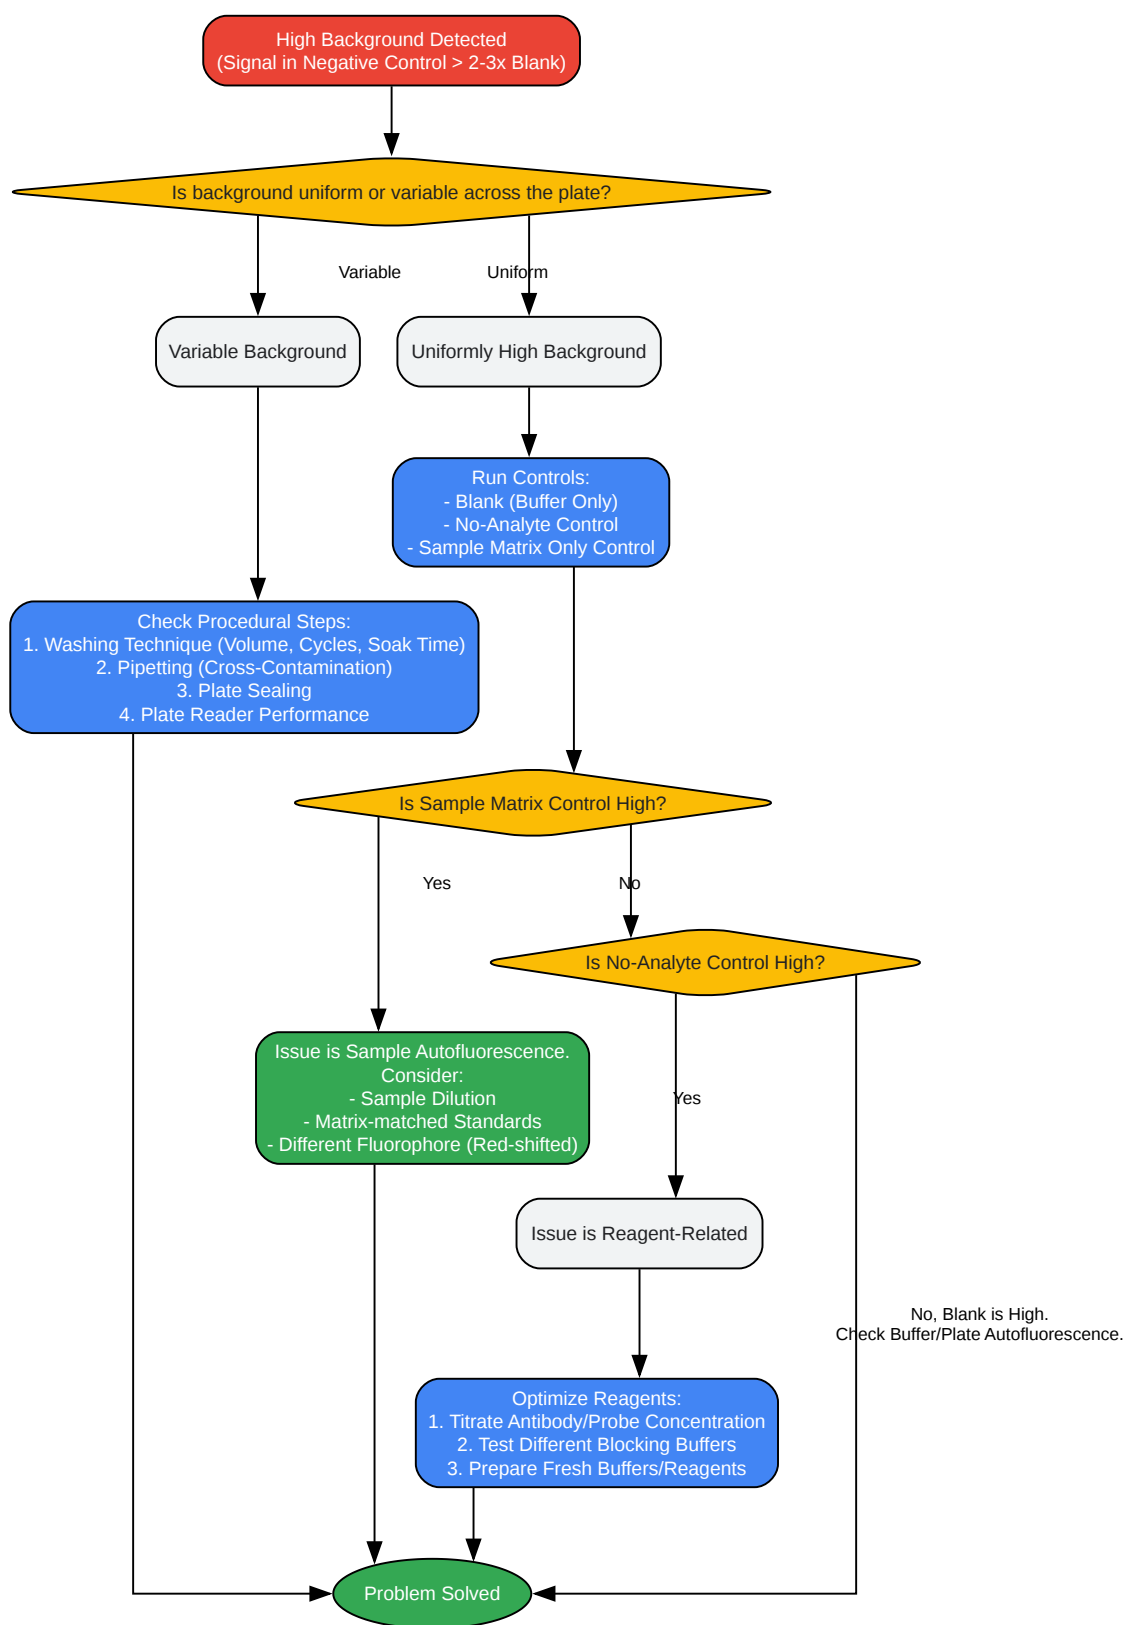 High Background Detected
(Signal in Negative Control > 2-3x Blank)
Is background uniform or variable across the plate?
Variable
Uniform
Variable Background
Uniformly High Background
Run Controls:
- Blank (Buffer Only)
- No-Analyte Control
- Sample Matrix Only Control
Check Procedural Steps:
1. Washing Technique (Volume, Cycles, Soak Time)
2. Pipetting (Cross-Contamination)
3. Plate Sealing
4. Plate Reader Performance
Is Sample Matrix Control High?
Yes
No
Is No-Analyte Control High?
Issue is Sample Autofluorescence.
Consider:
- Sample Dilution
- Matrix-matched Standards
- Different Fluorophore (Red-shifted)
Yes
Issue is Reagent-Related
No, Blank is High.
Check Buffer/Plate Autofluorescence.
Optimize Reagents:
1. Titrate Antibody/Probe Concentration
2. Test Different Blocking Buffers
3. Prepare Fresh Buffers/Reagents
Problem Solved